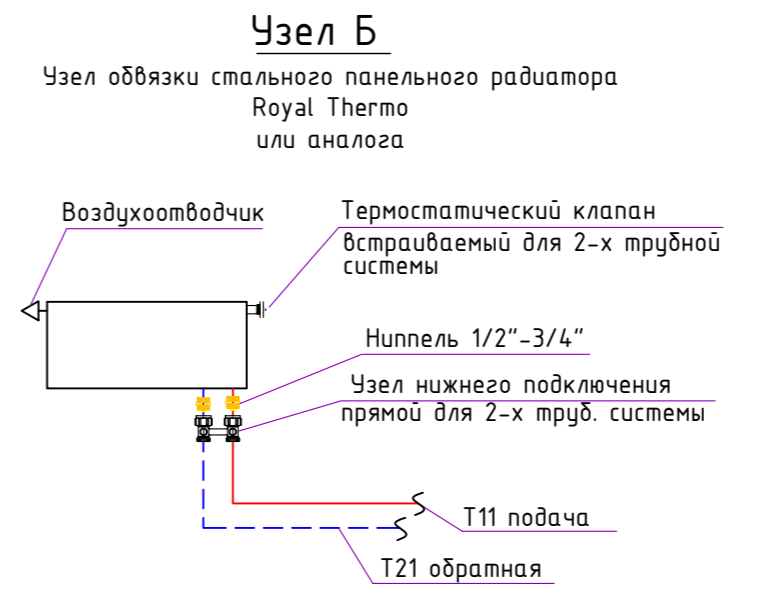 Узел Б
Узел обвязки стального панельного радиатора
Royal Thermo
или аналога
Воздухоотводчик
Термостатический клапан
встраиваемый для 2-х трубной
системы
Ниппель 1/2"-3/4"
Узел нижнего подключения
прямой для 2-х труб. системы
Т11 подача
Т21 обратная